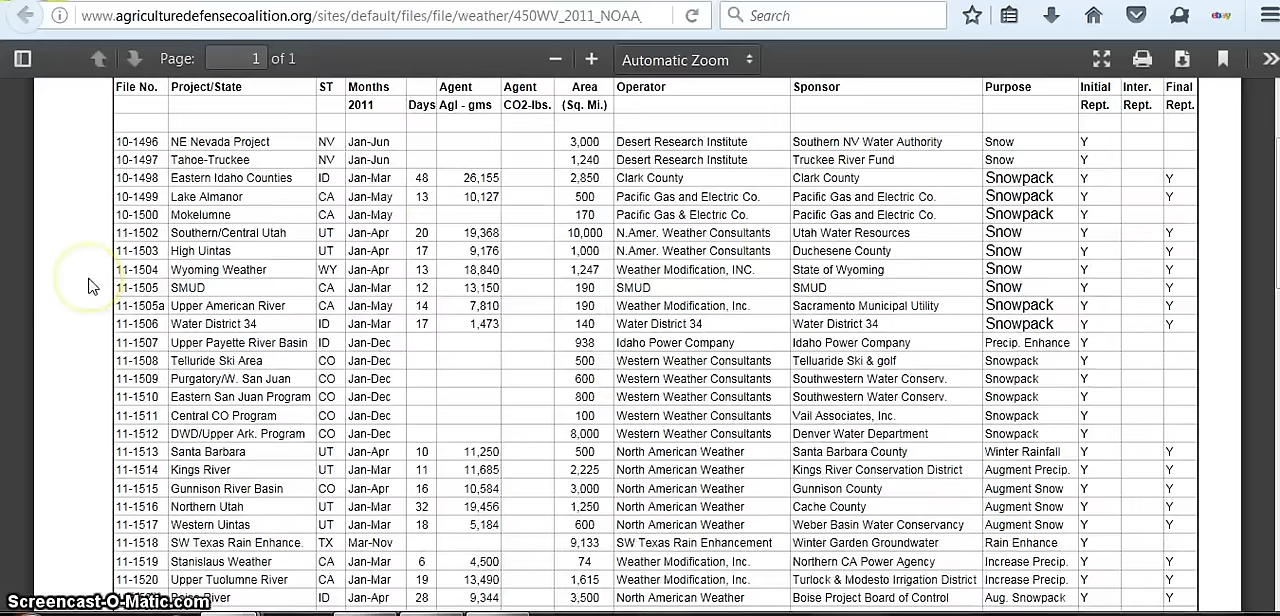 www.agriculturedefensecoalition.org/sites/default/files/file/weather/450WV_2011_NOAA_
Search
ebay
Page: 1 of 1
Automatic Zoom
File No. Project/State ST Months Agent Agent Area Operator Sponsor Purpose Initial Inter. Final
2011 Days AgI - gms CO2-lbs. (Sq. Mi.) Rept. Rept. Rept.
10-1496 NE Nevada Project NV Jan-Jun 3,000 Desert Research Institute Southern NV Water Authority Snow Y
10-1497 Tahoe-Truckee NV Jan-Jun 1,240 Desert Research Institute Truckee River Fund Snow Y
10-1498 Eastern Idaho Counties ID Jan-Mar 48 26,155 2,850 Clark County Clark County Snowpack Y Y
10-1499 Lake Almanor CA Jan-May 13 10,127 500 Pacific Gas and Electric Co. Pacific Gas and Electric Co. Snowpack Y Y
10-1500 Mokelumne CA Jan-May 170 Pacific Gas & Electric Co. Pacific Gas and Electric Co. Snowpack Y
11-1502 Southern/Central Utah UT Jan-Apr 20 19,368 10,000 N.Amer. Weather Consultants Utah Water Resources Snow Y Y
11-1503 High Uintas UT Jan-Apr 17 9,176 1,000 N.Amer. Weather Consultants Duchesene County Snow Y Y
11-1504 Wyoming Weather WY Jan-Apr 13 18,840 1,247 Weather Modification, INC. State of Wyoming Snow Y Y
11-1505 SMUD CA Jan-Mar 12 13,150 190 SMUD SMUD Snow Y Y
11-1505a Upper American River CA Jan-May 14 7,810 190 Weather Modification, Inc. Sacramento Municipal Utility Snowpack Y Y
11-1506 Water District 34 ID Jan-Mar 17 1,473 140 Water District 34 Water District 34 Snowpack Y Y
11-1507 Upper Payette River Basin ID Jan-Dec 938 Idaho Power Company Idaho Power Company Precip. Enhance Y
11-1508 Telluride Ski Area CO Jan-Dec 500 Western Weather Consultants Telluaride Ski & golf Snowpack Y
11-1509 Purgatory/W. San Juan CO Jan-Dec 600 Western Weather Consultants Southwestern Water Conserv. Snowpack Y
11-1510 Eastern San Juan Program CO Jan-Dec 800 Western Weather Consultants Southwestern Water Conserv. Snowpack Y
11-1511 Central CO Program CO Jan-Dec 100 Western Weather Consultants Vail Associates, Inc. Snowpack Y
11-1512 DWD/Upper Ark. Program CO Jan-Dec 8,000 Western Weather Consultants Denver Water Department Snowpack Y
11-1513 Santa Barbara UT Jan-Apr 10 11,250 500 North American Weather Santa Barbara County Winter Rainfall Y Y
11-1514 Kings River UT Jan-Mar 11 11,685 2,225 North American Weather Kings River Conservation District Augment Precip. Y Y
11-1515 Gunnison River Basin CO Jan-Apr 16 10,584 3,000 North American Weather Gunnison County Augment Snow Y Y
11-1516 Northern Utah UT Jan-Mar 32 19,456 1,250 North American Weather Cache County Augment Snow Y Y
11-1517 Western Uintas UT Jan-Mar 18 5,184 600 North American Weather Weber Basin Water Conservancy Augment Snow Y Y
11-1518 SW Texas Rain Enhance. TX Mar-Nov 9,133 SW Texas Rain Enhancement Winter Garden Groundwater Rain Enhance Y
11-1519 Stanislaus Weather CA Jan-Mar 6 4,500 74 Weather Modification, Inc. Northern CA Power Agency Increase Precip. Y Y
11-1520 Upper Tuolumne River CA Jan-Mar 19 13,490 1,615 Weather Modification, Inc. Turlock & Modesto Irrigation District Increase Precip. Y Y
River ID Jan-Apr 28 9,344 3,500 North American Weather Boise Project Board of Control Aug. Snowpack Y Y
Screencast-O-Matic.com